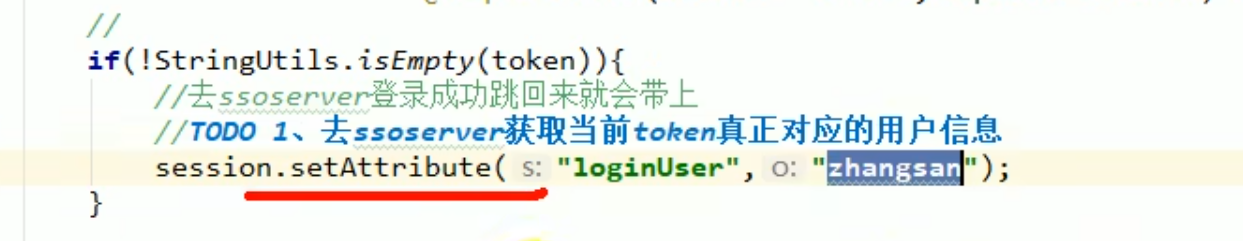 //
if(!StringUtils.isEmpty(token)){
//去ssoserver登录成功跳回来就会带上
//TODO 1、去ssoserver获取当前token真正对应的用户信息
session.setAttribute( s: "loginUser", o: "zhangsan");
}